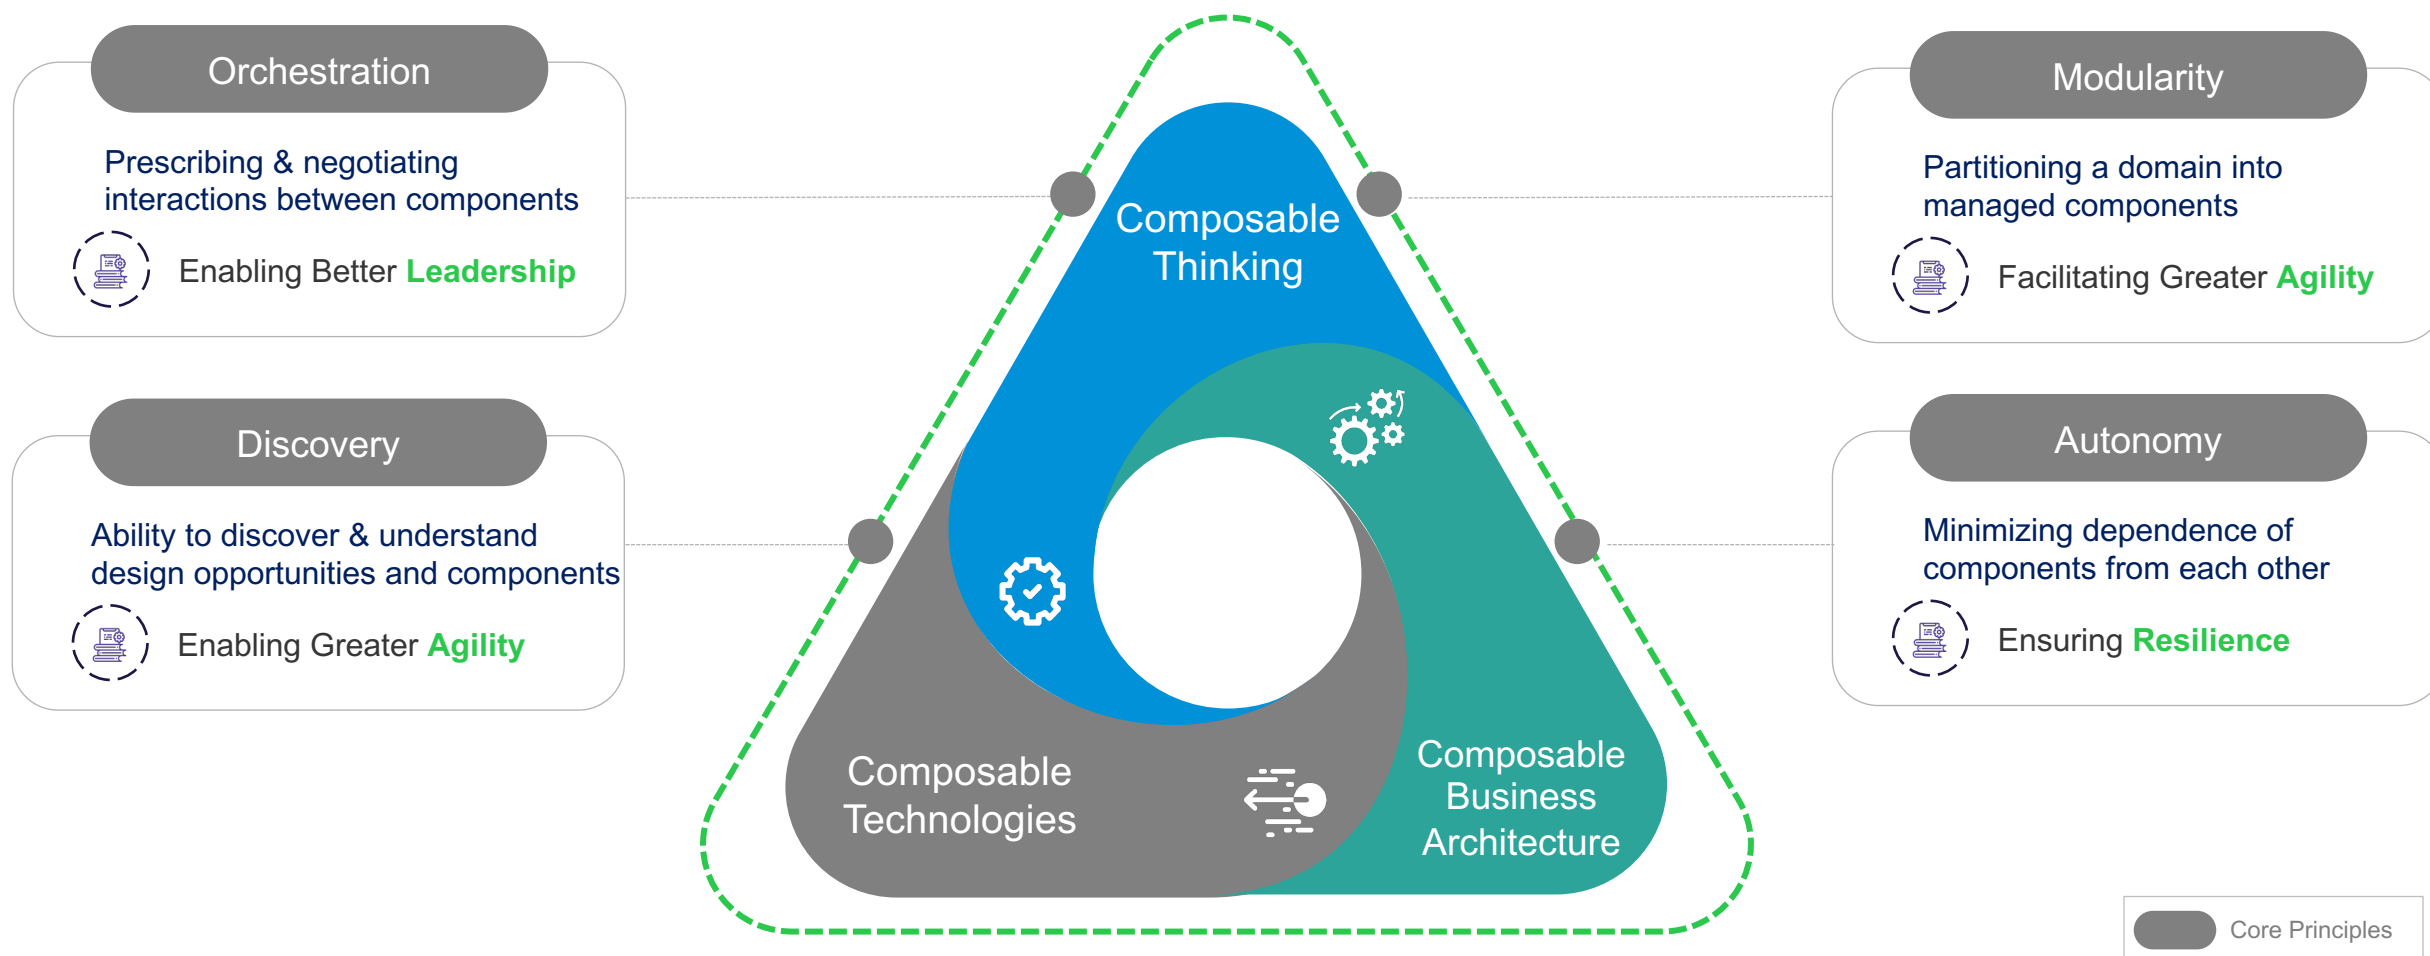 Orchestration
Prescribing & negotiating
interactions between components
Enabling Better Leadership
Discovery
Ability to discover & understand
design opportunities and components
Enabling Greater Agility
Composable
Thinking
Composable
Technologies
Composable
Business
Architecture
Modularity
Partitioning a domain into
managed components
Facilitating Greater Agility
Autonomy
Minimizing dependence of
components from each other
Ensuring Resilience
Core Principles